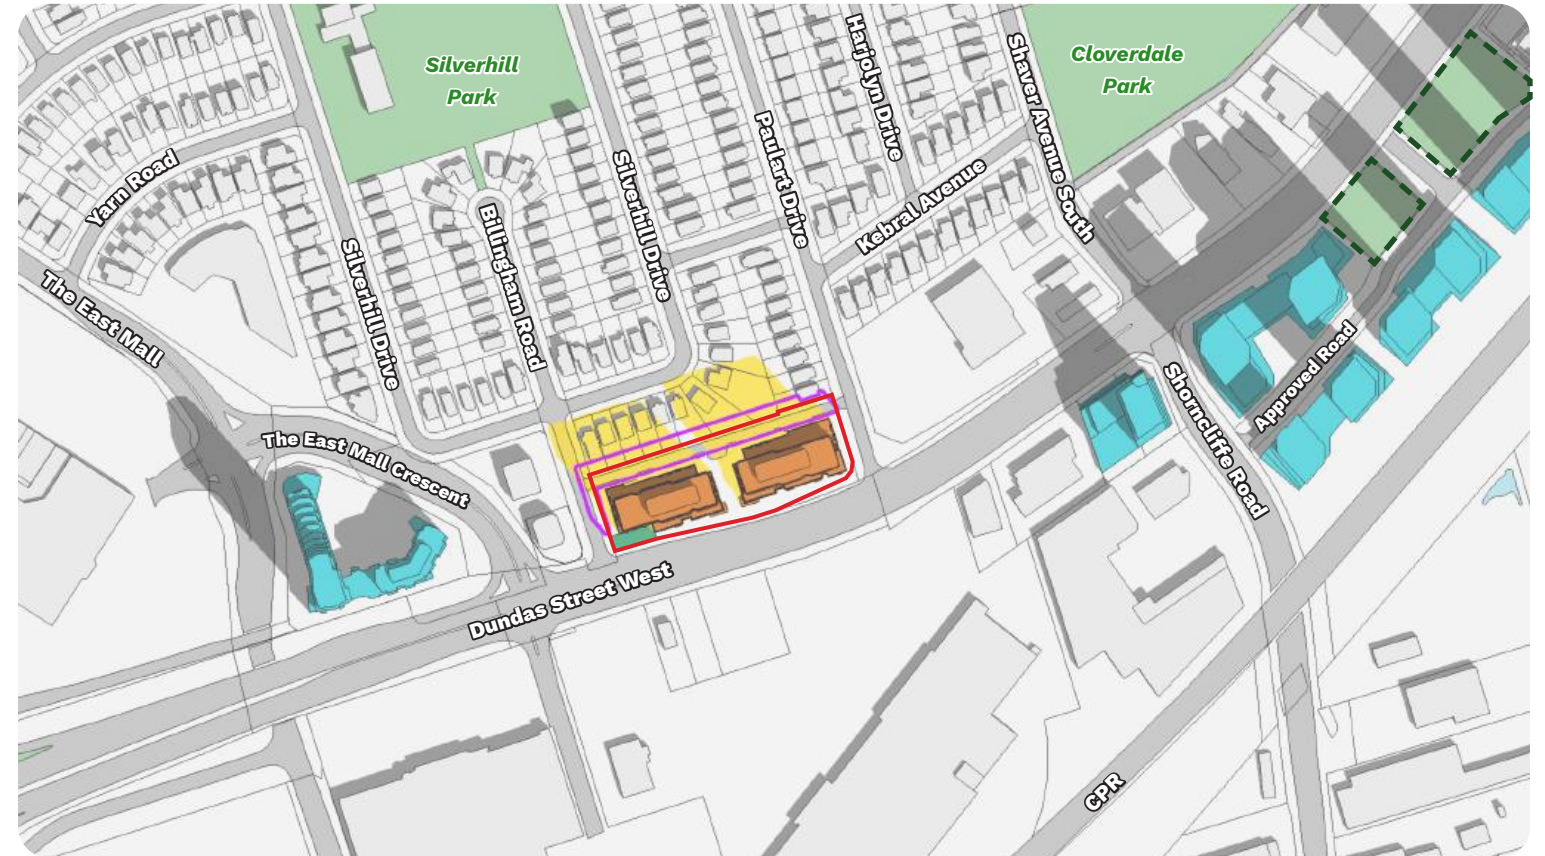 Silverhill
Park
Cloverdale
Park
Harjolyn Drive
Shaver Avenue South
Paulart Drive
Silverhill Drive
Yarn Road
Kebral Avenue
Billingham Road
Silverhill Drive
The East Mall
Approved Road
Shorncliffe Road
The East Mall Crescent
Dundas Street West
CPR